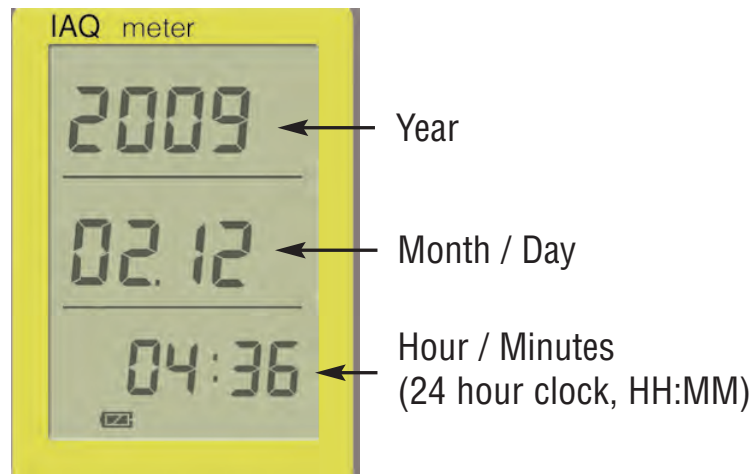 IAQ meter
2009
Year
02.12
Month / Day
04:36
Hour / Minutes
(24 hour clock, HH:MM)